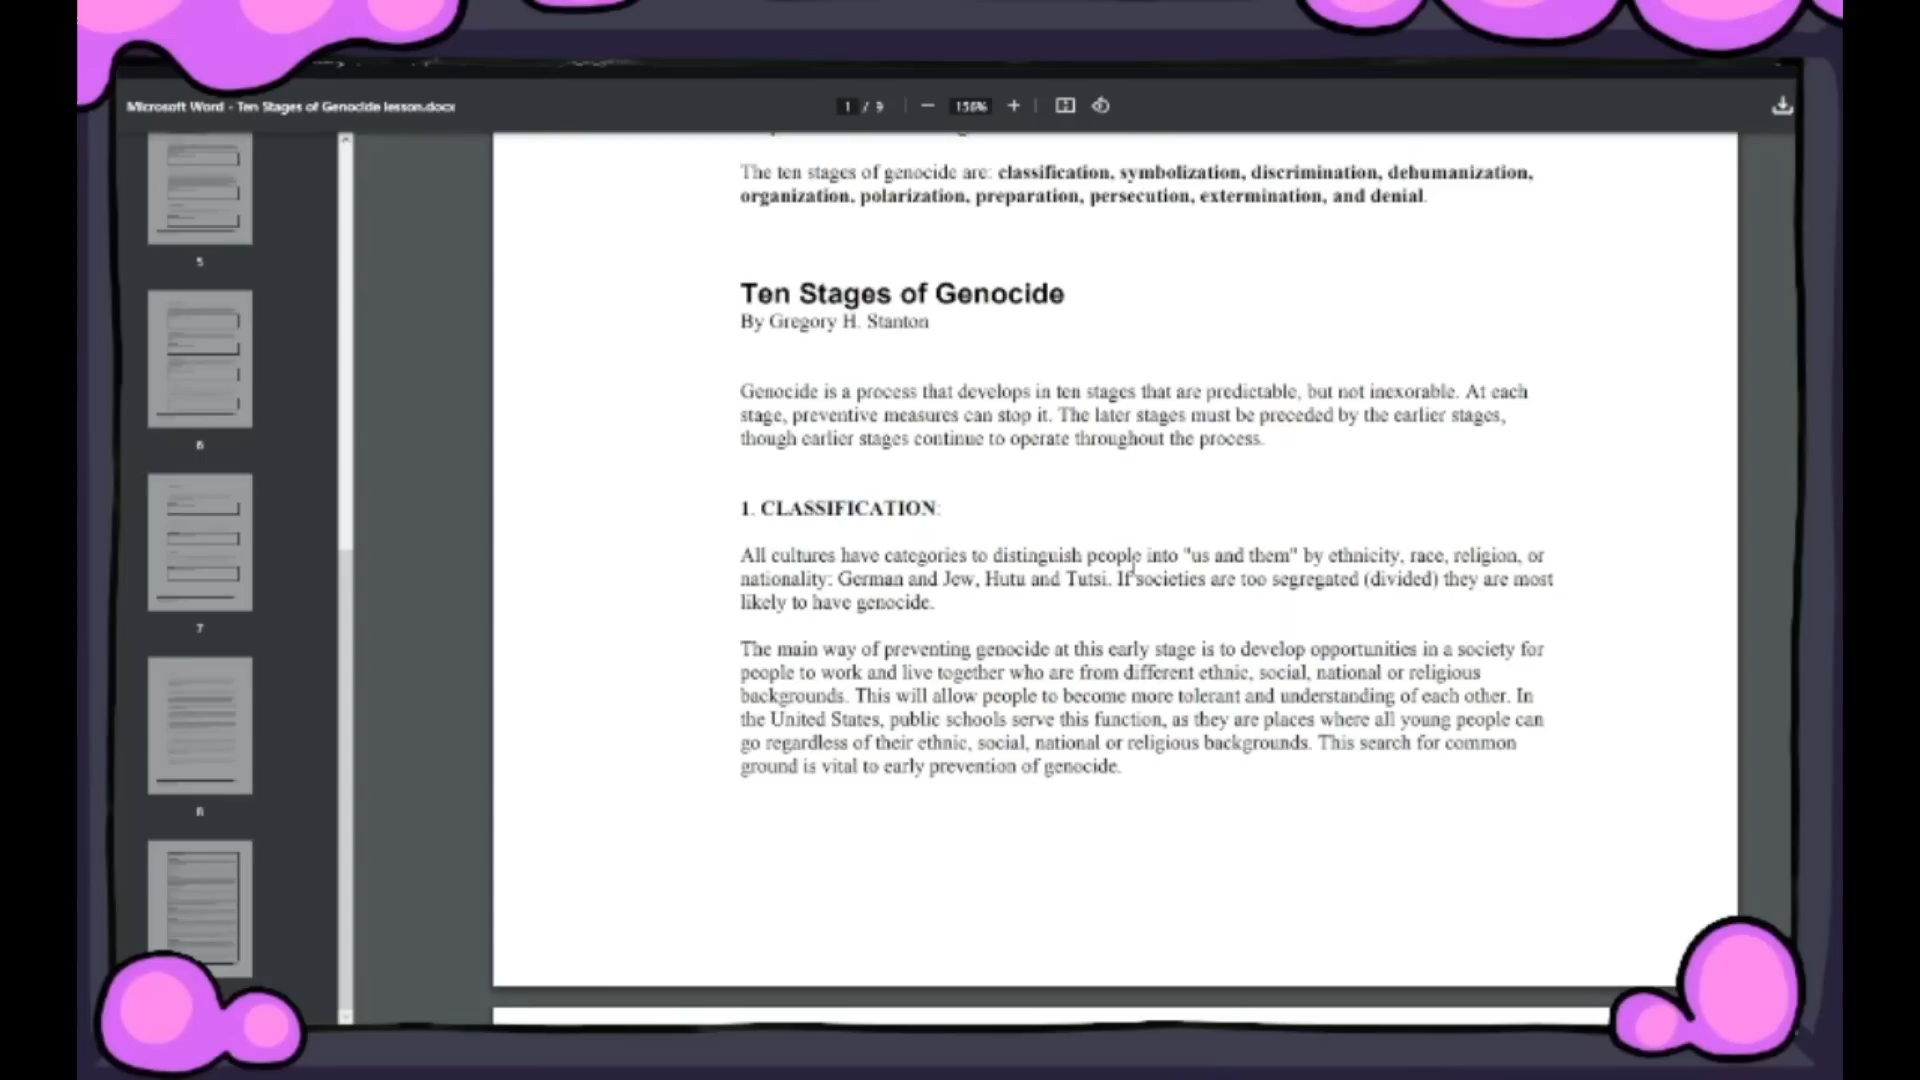 Microsoft Word - Ten Stages of Genocide lesson.docx
1 / 9
156%
The ten stages of genocide are: classification, symbolization, discrimination, dehumanization,
organization, polarization, preparation, persecution, extermination, and denial.
Ten Stages of Genocide
By Gregory H. Stanton
Genocide is a process that develops in ten stages that are predictable, but not inexorable. At each
stage, preventive measures can stop it. The later stages must be preceded by the earlier stages,
though earlier stages continue to operate throughout the process.
1. CLASSIFICATION:
All cultures have categories to distinguish people into "us and them" by ethnicity, race, religion, or
nationality: German and Jew, Hutu and Tutsi. If societies are too segregated (divided) they are most
likely to have genocide.
The main way of preventing genocide at this early stage is to develop opportunities in a society for
people to work and live together who are from different ethnic, social, national or religious
backgrounds. This will allow people to become more tolerant and understanding of each other. In
the United States, public schools serve this function, as they are places where all young people can
go regardless of their ethnic, social, national or religious backgrounds. This search for common
ground is vital to early prevention of genocide.
5
6
7
8